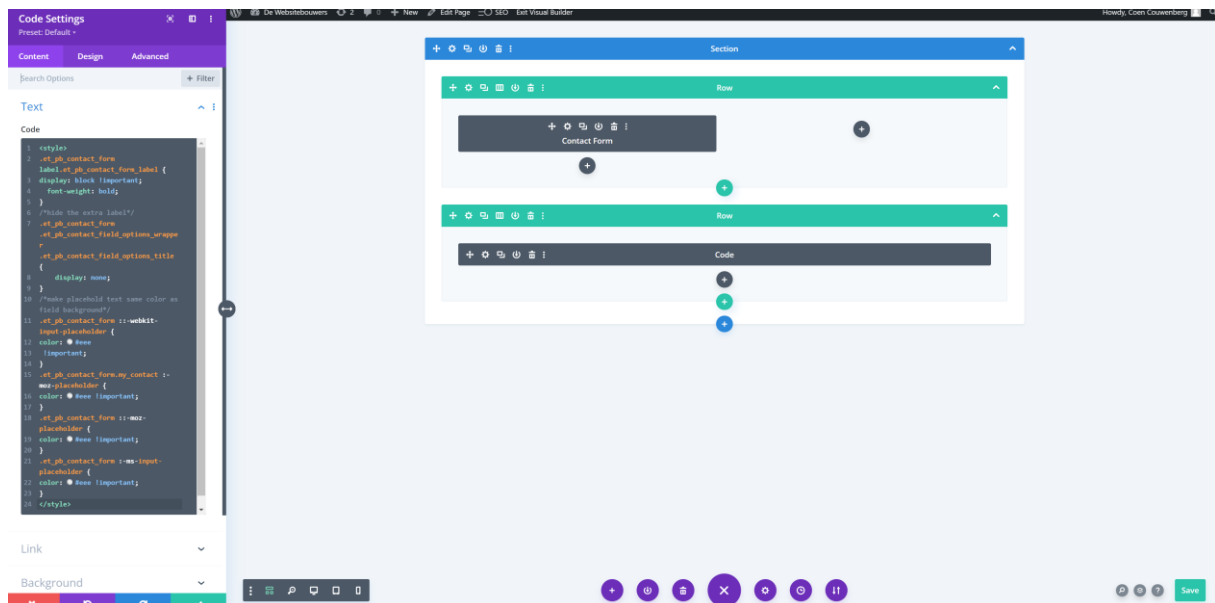 Code Settings
Preset: Default
De Websitebouwers 2 0 + New Edit Page SEO Exit Visual Builder
Howdy, Coen Couwenberg
Content Design Advanced
Search Options
+ Filter
Text
Code
1 <style>
2 .et_pb_contact_form
label.et_pb_contact_form_label {
3 display: block !important;
4 font-weight: bold;
5 }
6 /*hide the extra label*/
7 .et_pb_contact_form
.et_pb_contact_field_options_wrappe
r
.et_pb_contact_field_options_title
{
8 display: none;
9 }
10 /*make placehold text same color as
field background*/
11 .et_pb_contact_form ::-webkit-
input-placeholder {
12 color: #eee
13 !important;
14 }
15 .et_pb_contact_form.my_contact :-
moz-placeholder {
16 color: #eee !important;
17 }
18 .et_pb_contact_form ::-moz-
placeholder {
19 color: #eee !important;
20 }
21 .et_pb_contact_form :-ms-input-
placeholder {
22 color: #eee !important;
23 }
24 </style>
Link
Background
Section
Row
Contact Form
Row
Code
Save